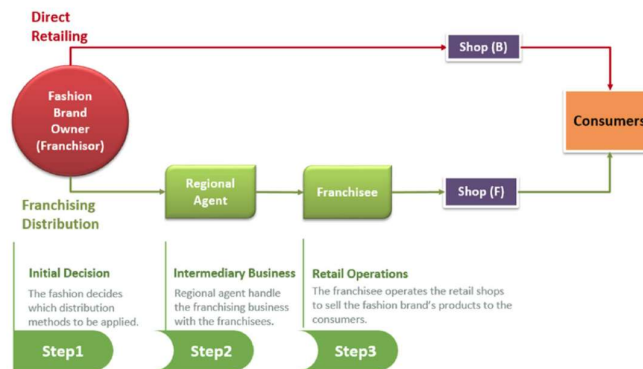 Direct
Retailing
Shop (B)
Fashion
Brand
Owner
(Franchisor)
Consumers
Regional
Agent
Franchisee
Shop (F)
Franchising
Distribution
Initial Decision
The fashion decides
which distribution
methods to be applied.
Step1
Intermediary Business
Regional agent handle
the franchising business
with the franchisees.
Step2
Retail Operations
The franchisee operates the retail shops
to sell the fashion brand's products to the
consumers.
Step3